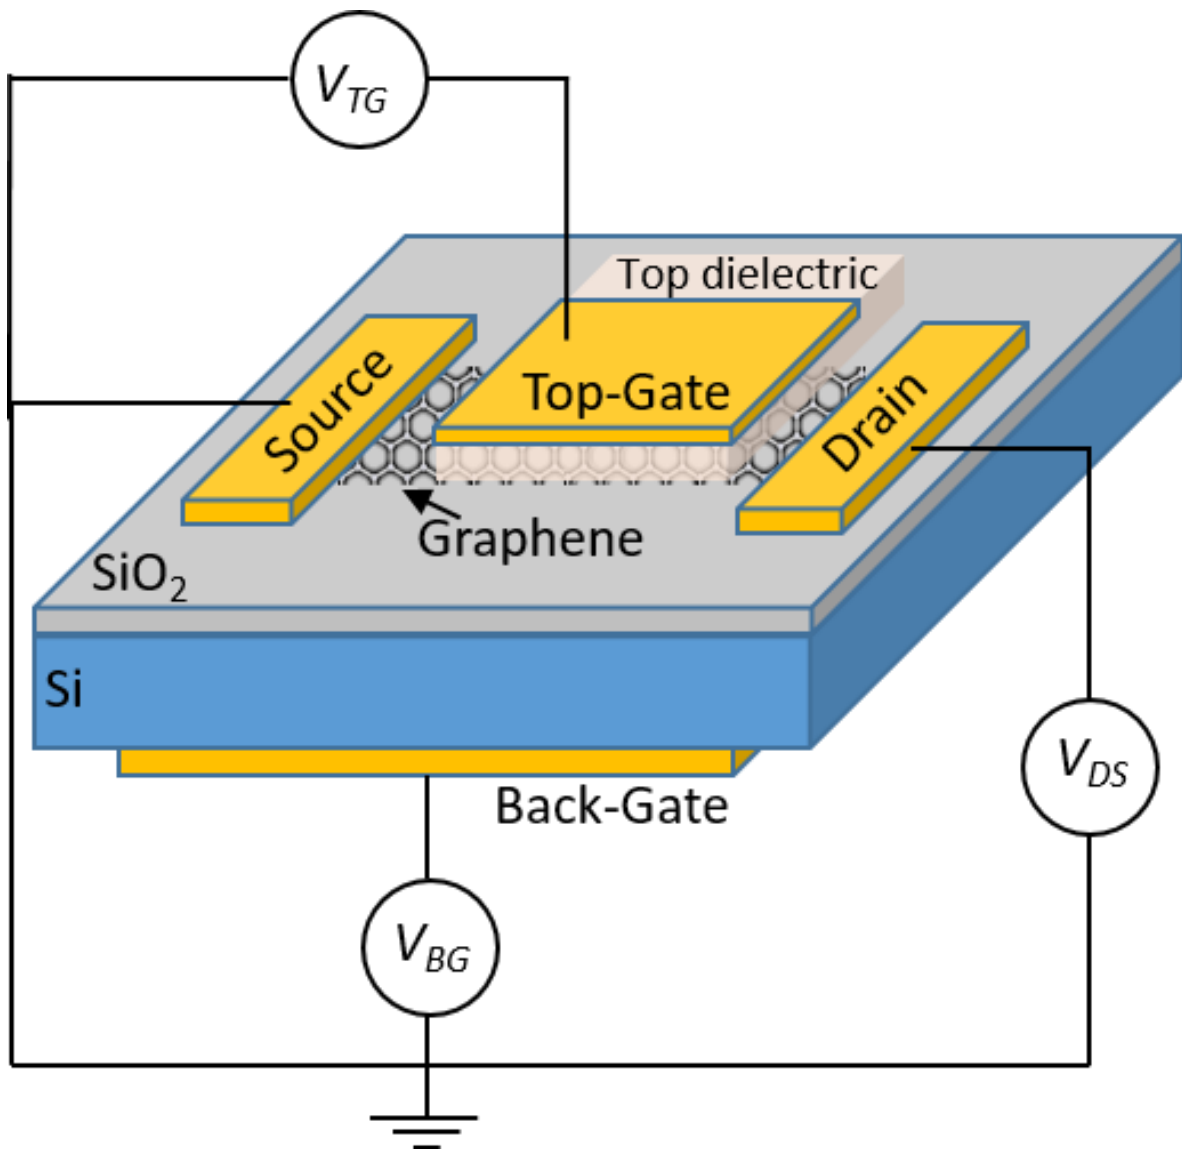 V_TG
Top dielectric
Source
Top-Gate
Drain
Graphene
SiO₂
Si
V_DS
Back-Gate
V_BG